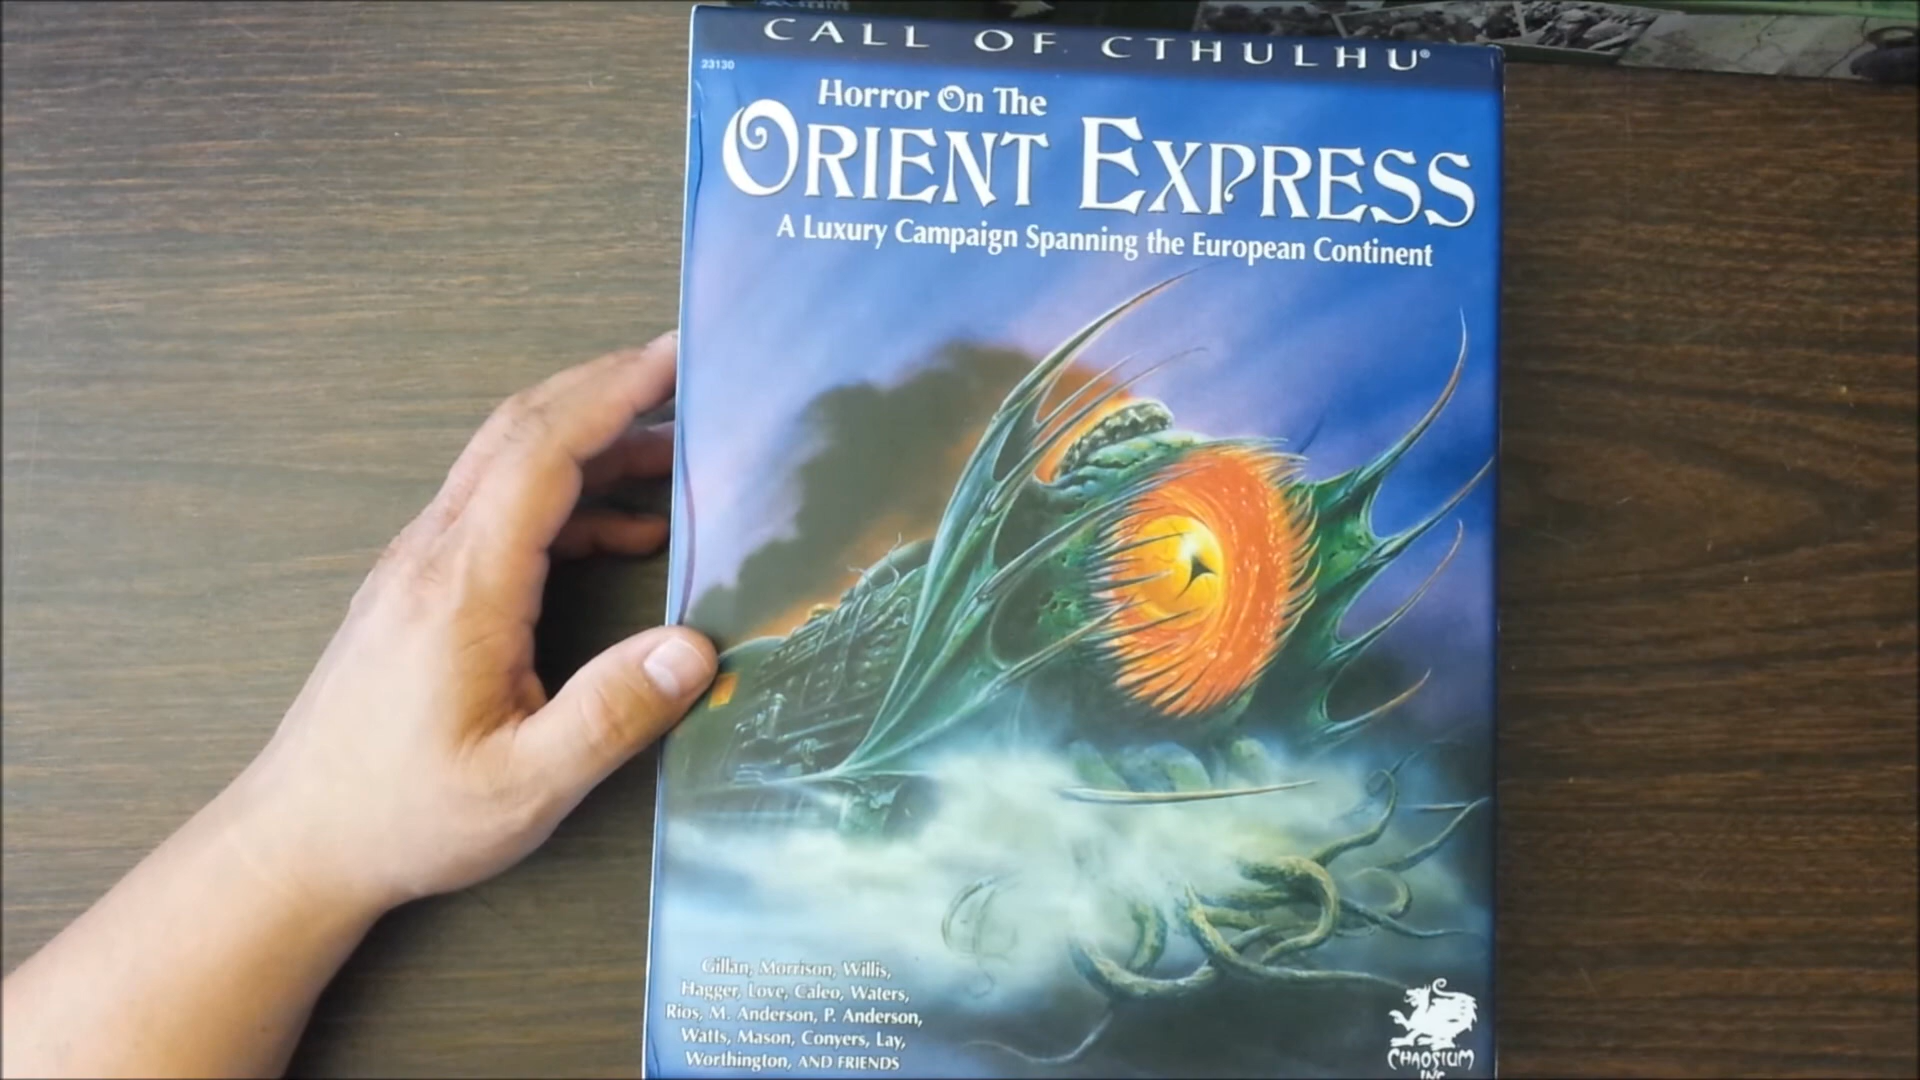 CALL OF CTHULHU®
23130
Horror On The
ORIENT EXPRESS
A Luxury Campaign Spanning the European Continent
Gillan, Morrison, Willis,
Hagger, Love, Caleo, Waters,
Rios, M. Anderson, P. Anderson,
Watts, Mason, Conyers, Lay,
Worthington, AND FRIENDS
CHAOSIUM
INC